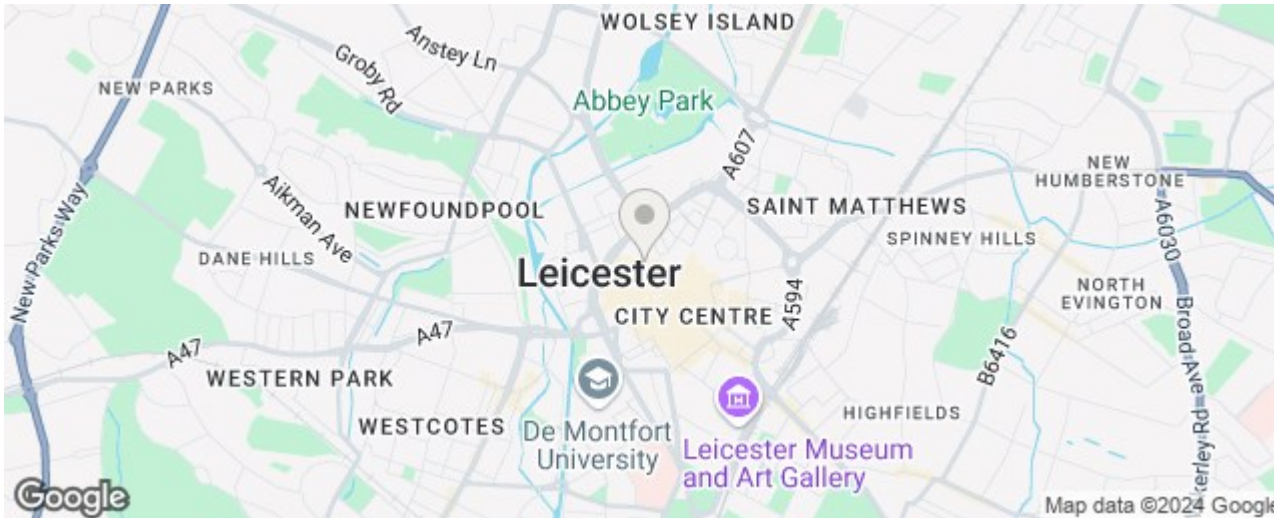 WOLSEY ISLAND
Anstey Ln
Groby Rd
NEW PARKS
Abbey Park
A607
NEW
HUMBERSTONE
Aikman Ave
NEWFOUNDPOOL
SAINT MATTHEWS
A6030
SPINNEY HILLS
New Parks Way
DANE HILLS
Leicester
NORTH
EVINGTON
CITY CENTRE
A594
Broad Ave
A47
A47
B6416
WESTERN PARK
HIGHFIELDS
WESTCOTES
De Montfort
University
Leicester Museum
and Art Gallery
kerley Rd
Google
Map data ©2024 Google